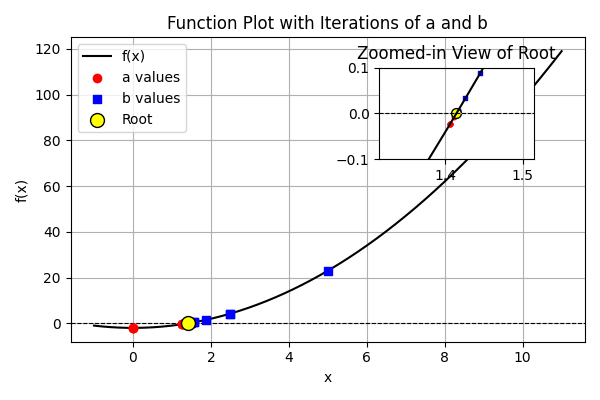 Function Plot with Iterations of a and b
f(x)
a values
b values
Root
Zoomed-in View of Root
0.1
0.0
−0.1
1.4
1.5
120
100
80
60
40
20
0
f(x)
0
2
4
6
8
10
x